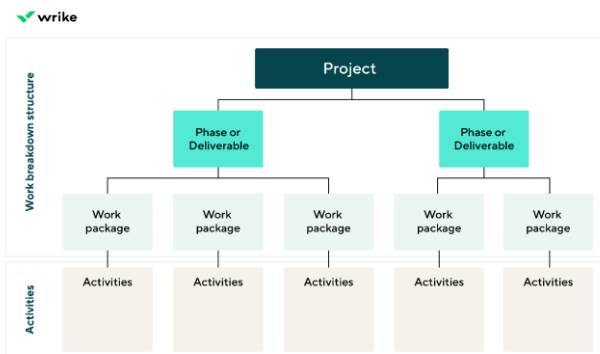 wrike
Work breakdown structure
Project
Phase or
Deliverable
Phase or
Deliverable
Work
package
Work
package
Work
package
Work
package
Work
package
Activities
Activities
Activities
Activities
Activities
Activities